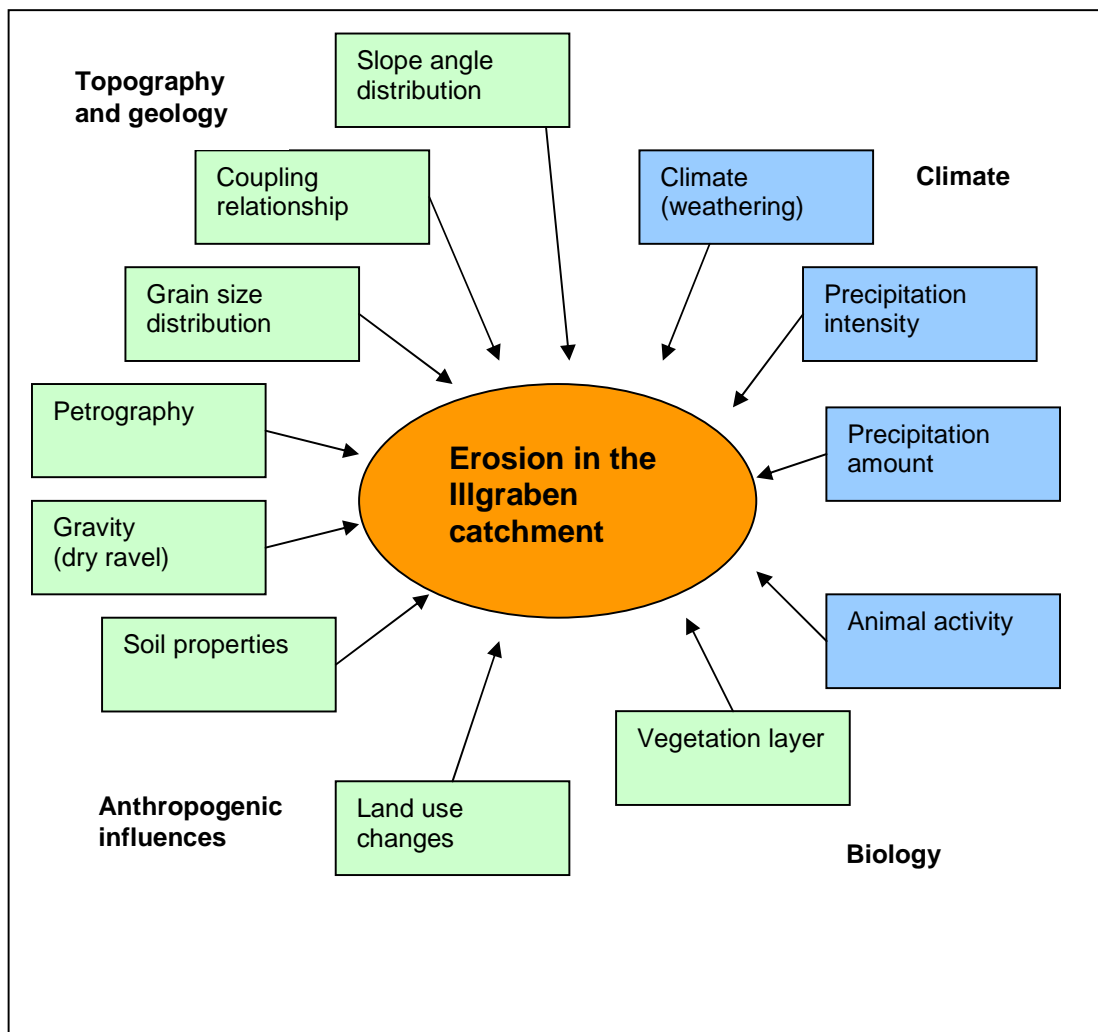 Topography
and geology
Slope angle
distribution
Coupling
relationship
Climate
(weathering)
Climate
Grain size
distribution
Precipitation
intensity
Petrography
Precipitation
amount
Erosion in the
Illgraben
catchment
Gravity
(dry ravel)
Soil properties
Animal activity
Vegetation layer
Anthropogenic
influences
Land use
changes
Biology